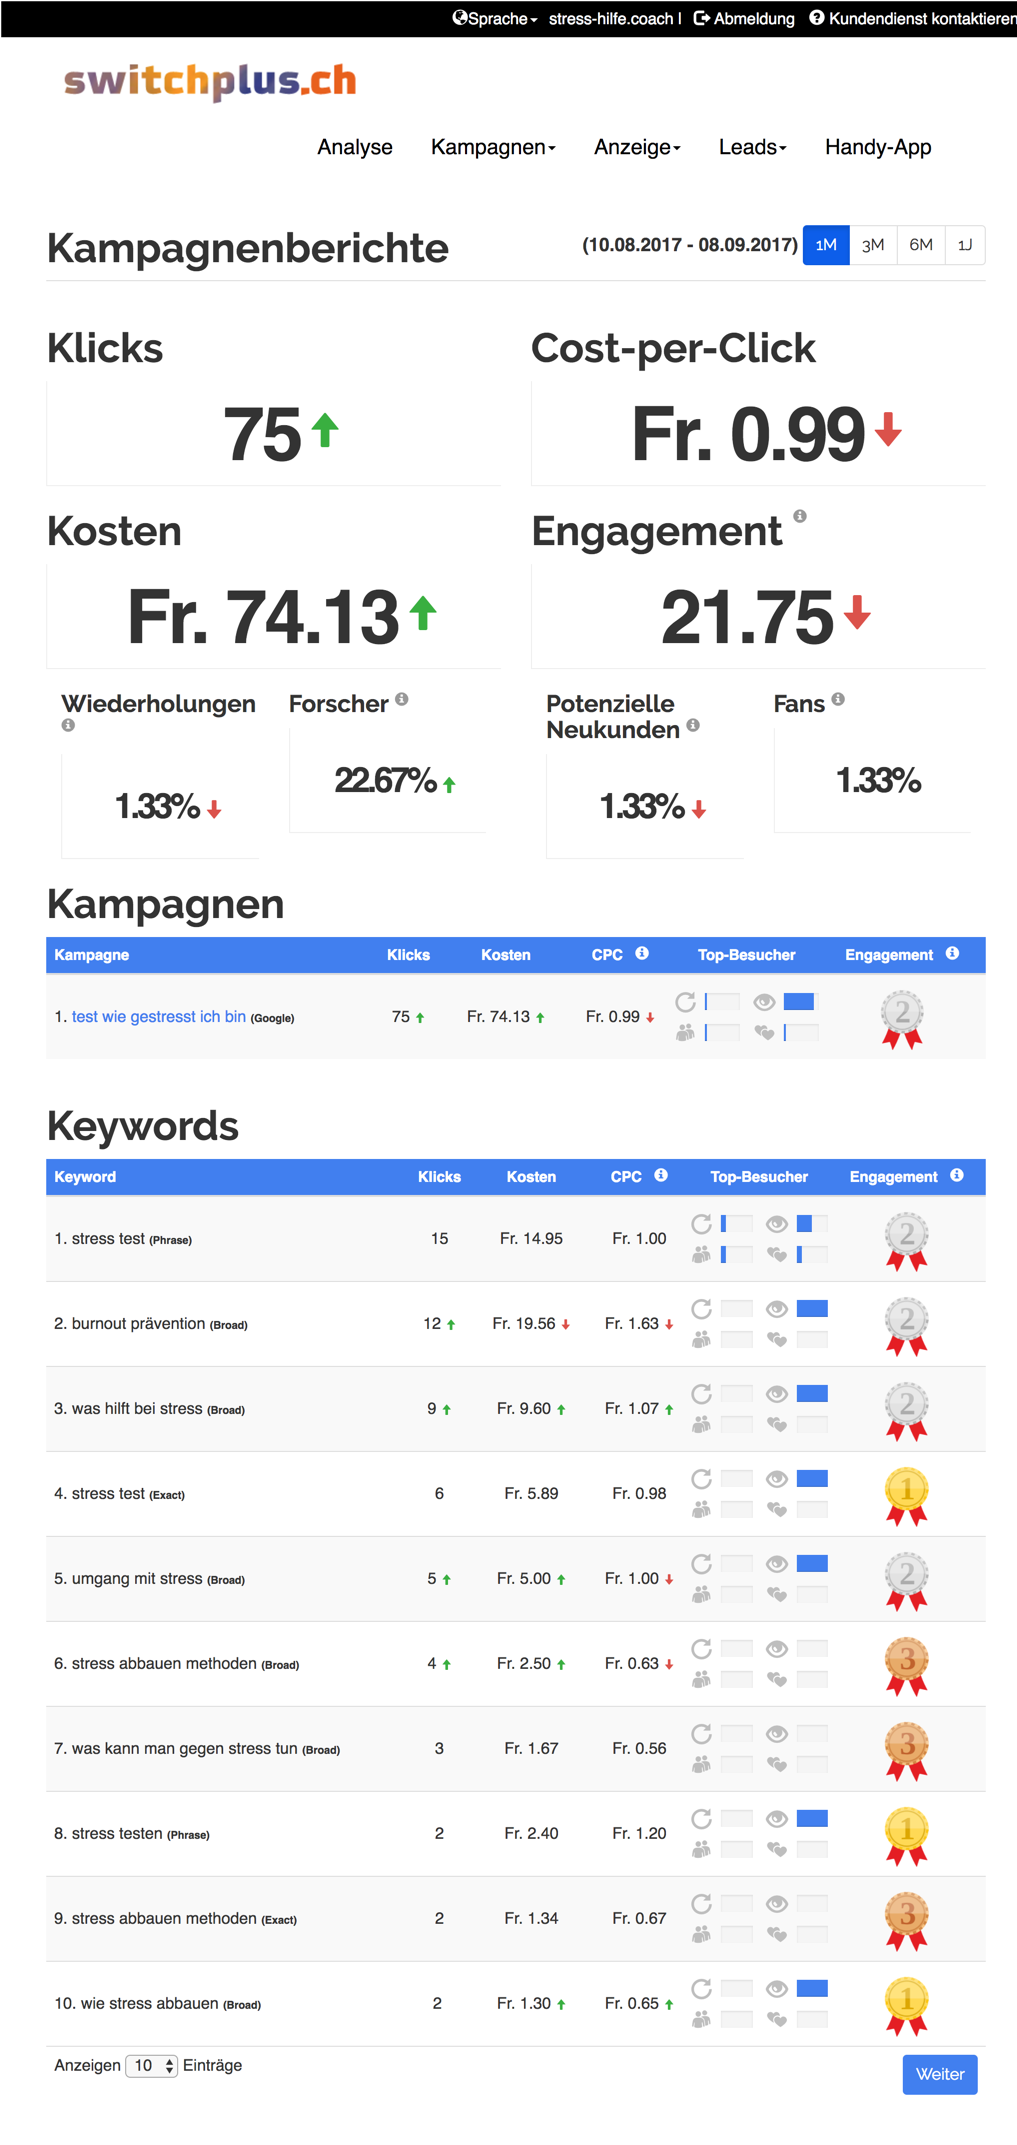 Sprache stress-hilfe.coach | Abmeldung Kundendienst kontaktieren
switchplus.ch
Analyse Kampagnen Anzeige Leads Handy-App
Kampagnenberichte (10.08.2017 - 08.09.2017) 1M 3M 6M 1J
Klicks Cost-per-Click
75 Fr. 0.99
Kosten Engagement
Fr. 74.13 21.75
Wiederholungen Forscher Potenzielle Neukunden Fans
1.33% 22.67% 1.33% 1.33%
Kampagnen
Kampagne Klicks Kosten CPC Top-Besucher Engagement
1. test wie gestresst ich bin (Google) 75 Fr. 74.13 Fr. 0.99 2
Keywords
Keyword Klicks Kosten CPC Top-Besucher Engagement
1. stress test (Phrase) 15 Fr. 14.95 Fr. 1.00 2
2. burnout prävention (Broad) 12 Fr. 19.56 Fr. 1.63 2
3. was hilft bei stress (Broad) 9 Fr. 9.60 Fr. 1.07 2
4. stress test (Exact) 6 Fr. 5.89 Fr. 0.98 1
5. umgang mit stress (Broad) 5 Fr. 5.00 Fr. 1.00 2
6. stress abbauen methoden (Broad) 4 Fr. 2.50 Fr. 0.63 3
7. was kann man gegen stress tun (Broad) 3 Fr. 1.67 Fr. 0.56 3
8. stress testen (Phrase) 2 Fr. 2.40 Fr. 1.20 1
9. stress abbauen methoden (Exact) 2 Fr. 1.34 Fr. 0.67 3
10. wie stress abbauen (Broad) 2 Fr. 1.30 Fr. 0.65 1
Anzeigen 10 Einträge Weiter